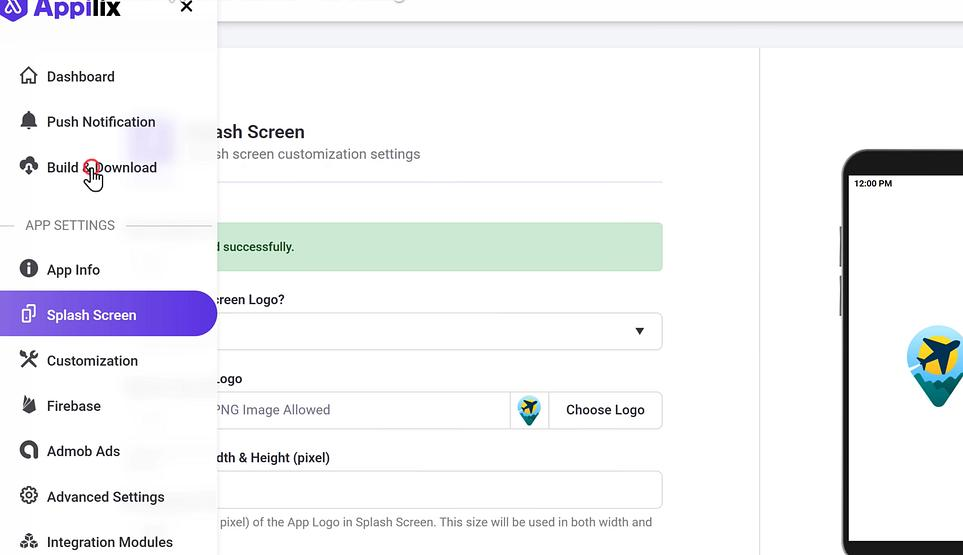 Appilix
Dashboard
Push Notification
Build & Download
APP SETTINGS
App Info
Splash Screen
Customization
Firebase
Admob Ads
Advanced Settings
Integration Modules
ash Screen
sh screen customization settings
d successfully.
creen Logo?
Logo
PNG Image Allowed
Choose Logo
dth & Height (pixel)
pixel) of the App Logo in Splash Screen. This size will be used in both width and
12:00 PM